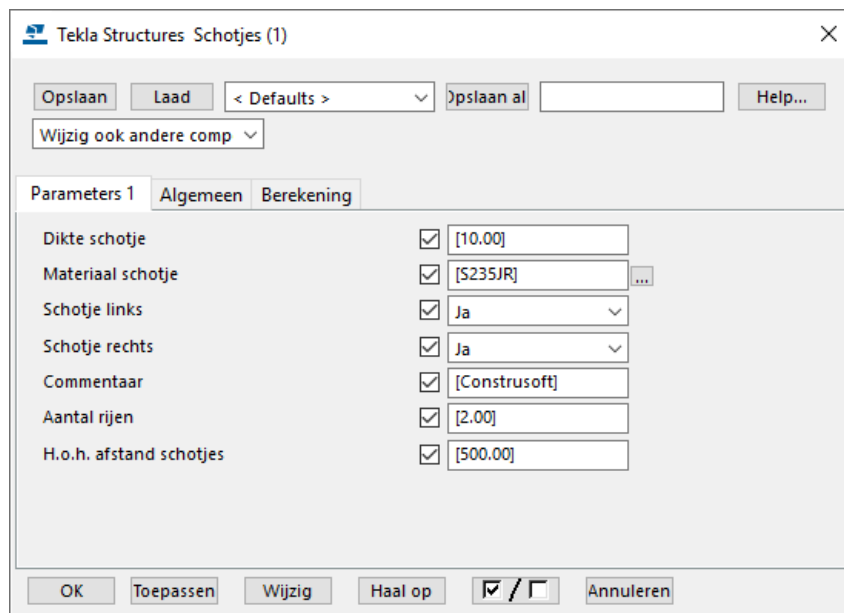 Tekla Structures Schotjes (1)
Opslaan Laad < Defaults > Opslaan al Help...
Wijzig ook andere comp
Parameters 1 Algemeen Berekening
Dikte schotje [10.00]
Materiaal schotje [S235JR] ...
Schotje links Ja
Schotje rechts Ja
Commentaar [Construsoft]
Aantal rijen [2.00]
H.o.h. afstand schotjes [500.00]
OK Toepassen Wijzig Haal op / Annuleren